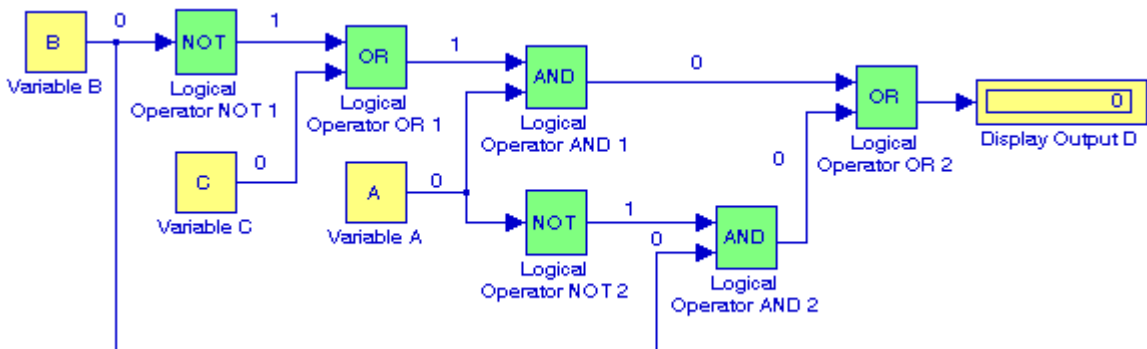 B
0
Variable B
NOT
1
Logical
Operator NOT 1
OR
1
Logical
Operator OR 1
AND
0
Logical
Operator AND 1
OR
Logical
Operator OR 2
0
Display Output D
C
0
Variable C
A
0
Variable A
NOT
1
Logical
Operator NOT 2
0
AND
0
Logical
Operator AND 2